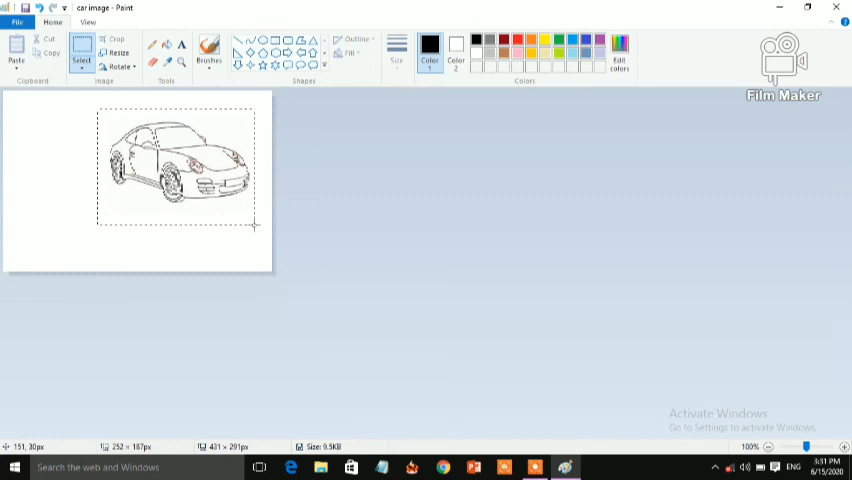 car image - Paint
File Home View
Paste
Cut
Copy
Clipboard
Select
Crop
Resize
Rotate
Image
A
Tools
Brushes
Outline
Fill
Shapes
Size
Color 1
Color 2
Edit colors
Colors
Film Maker
Activate Windows
Go to Settings to activate Windows.
151, 30px 252 × 187px 431 × 291px Size: 9.5KB 100%
Search the web and Windows
ENG
3:31 PM
6/15/2020